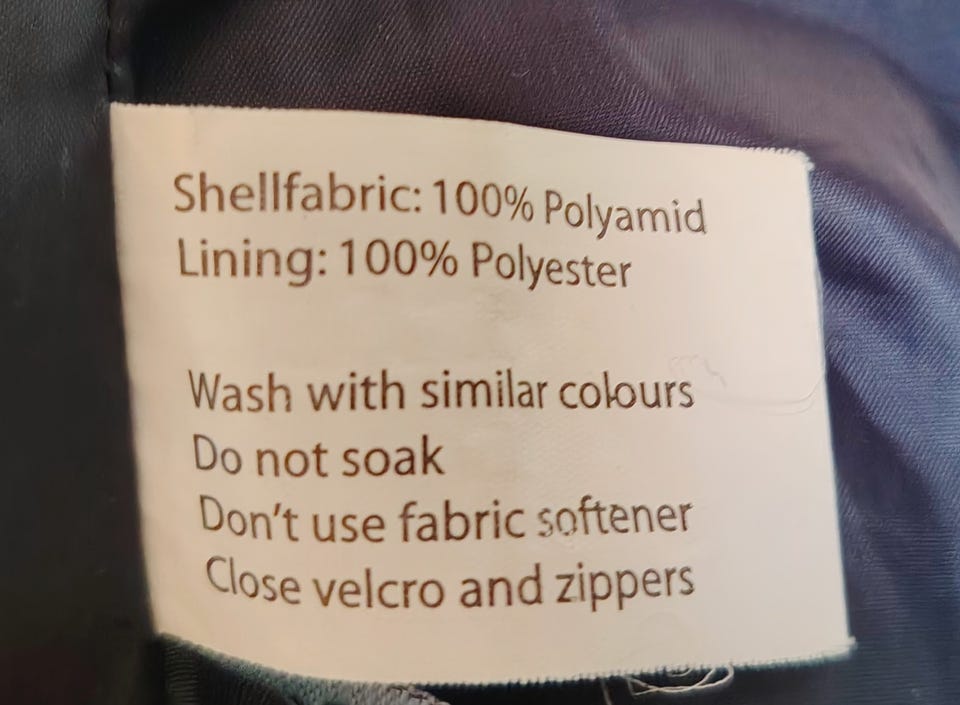 Shellfabric: 100% Polyamid
Lining: 100% Polyester
Wash with similar colours
Do not soak
Don't use fabric softener
Close velcro and zippers